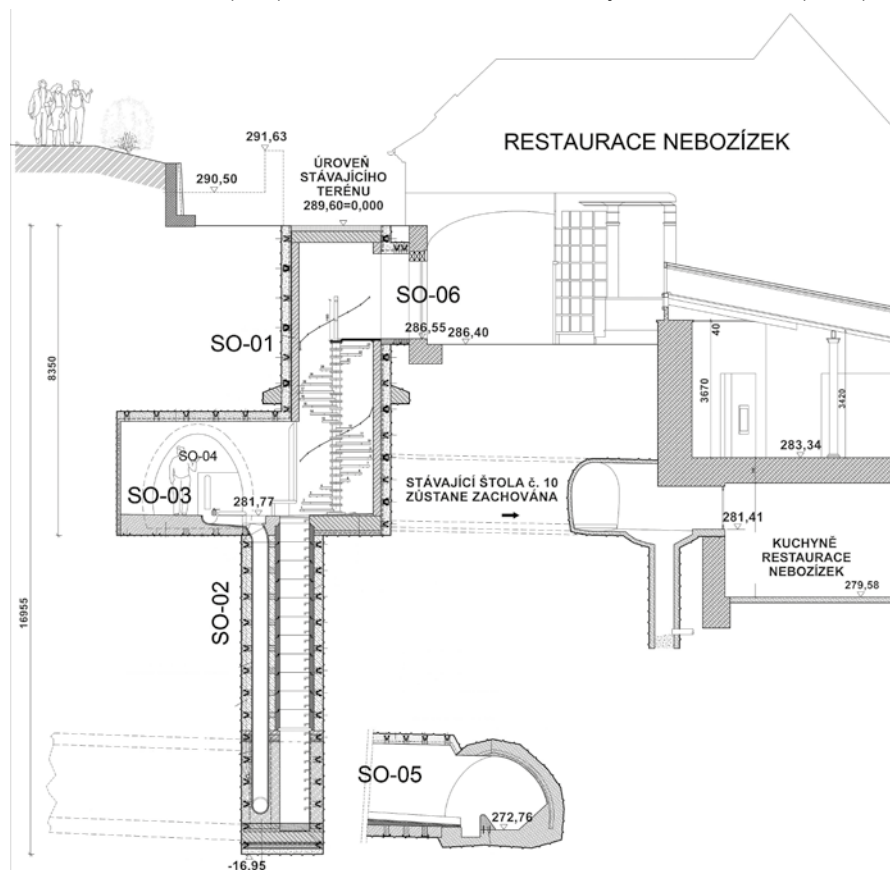 RESTAURACE NEBOZÍZEK
291,63
290,50
ÚROVEŇ
STÁVAJÍCÍHO
TERÉNU
289,60=0,000
SO-06
286,55
286,40
SO-01
8350
40
3670
3420
283,34
SO-04
SO-03
281,77
STÁVAJÍCÍ ŠTOLA č. 10
ZŮSTANE ZACHOVÁNA
281,41
KUCHYNĚ
RESTAURACE
NEBOZÍZEK
279,58
SO-02
16955
SO-05
272,76
-16.95